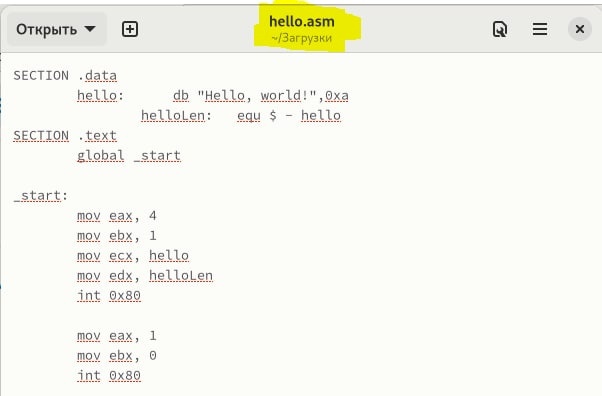 Открыть
hello.asm
~/Загрузки
SECTION .data
hello: db "Hello, world!",0xa
helloLen: equ $ - hello
SECTION .text
global _start
_start:
mov eax, 4
mov ebx, 1
mov ecx, hello
mov edx, helloLen
int 0x80
mov eax, 1
mov ebx, 0
int 0x80